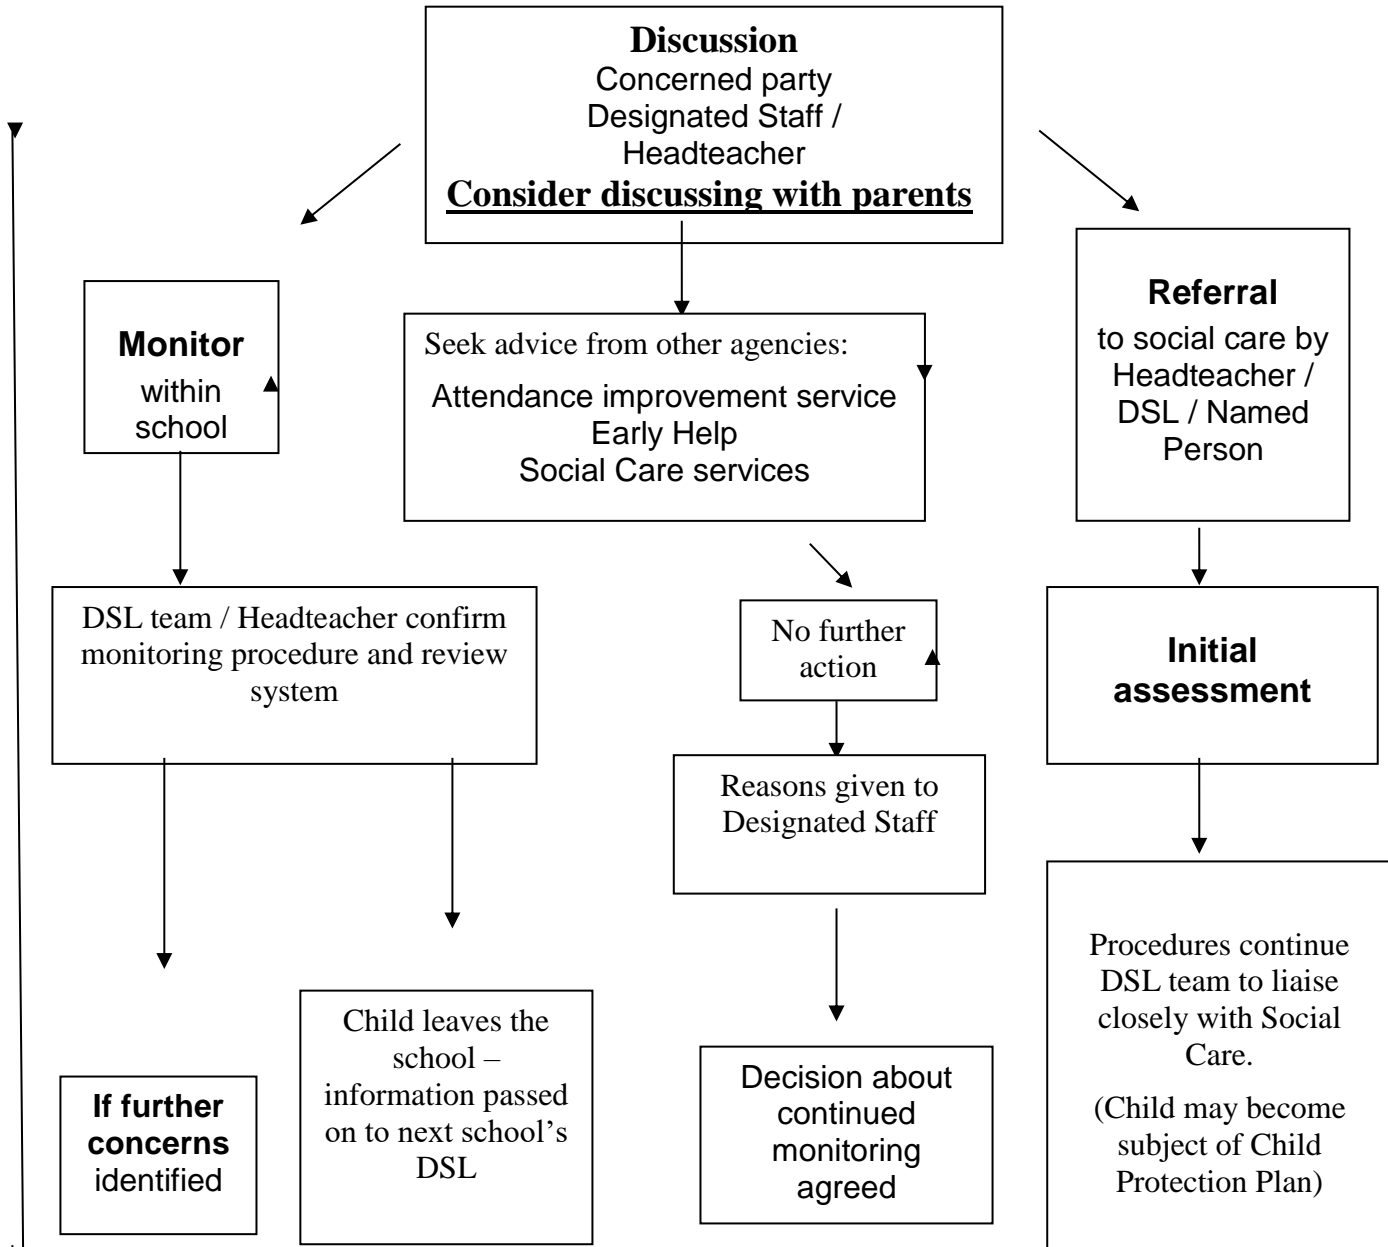 Discussion
Concerned party
Designated Staff /
Headteacher
Consider discussing with parents
Monitor
within
school
Seek advice from other agencies:
Attendance improvement service
Early Help
Social Care services
Referral
to social care by
Headteacher /
DSL / Named
Person
DSL team / Headteacher confirm
monitoring procedure and review
system
No further
action
Initial
assessment
Reasons given to
Designated Staff
If further
concerns
identified
Child leaves the
school –
information passed
on to next school’s
DSL
Decision about
continued
monitoring
agreed
Procedures continue
DSL team to liaise
closely with Social
Care.
(Child may become
subject of Child
Protection Plan)